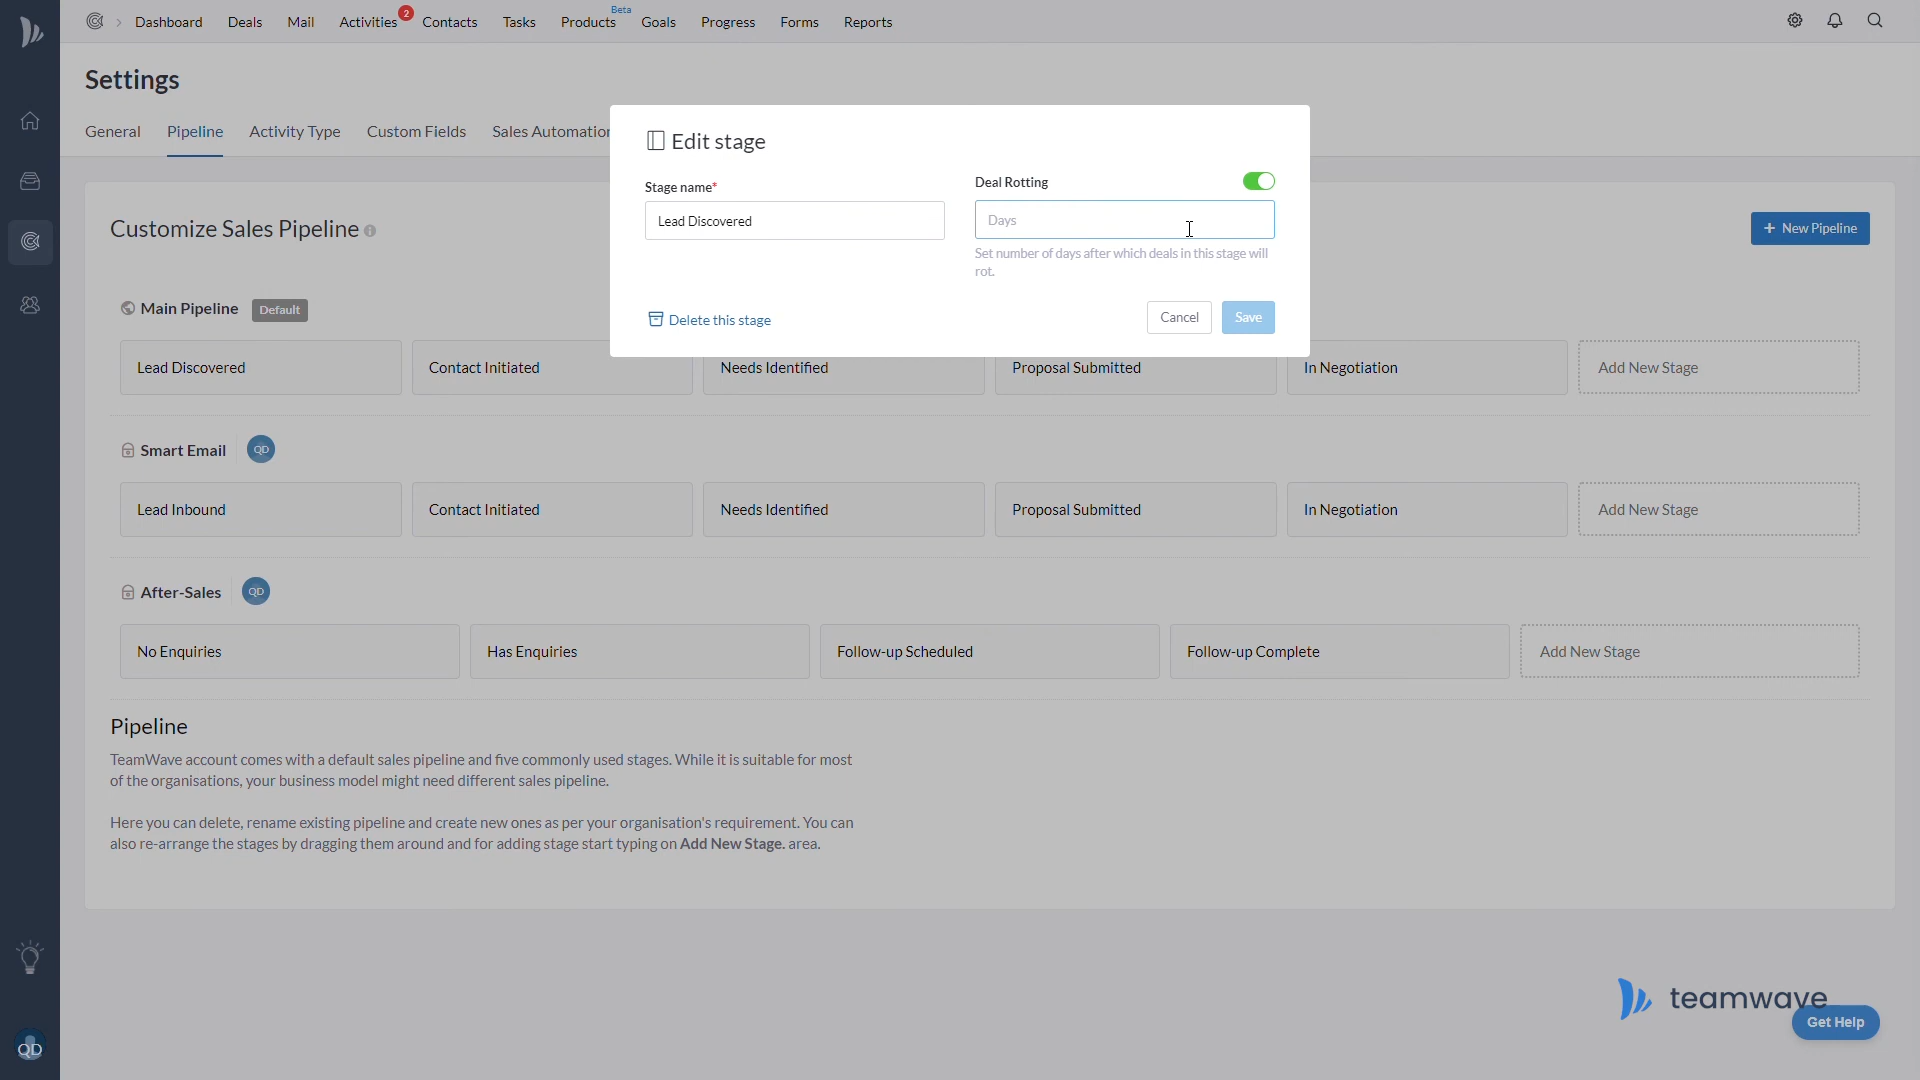 Dashboard
Deals
Mail
Activities
2
Contacts
Tasks
Products
Beta
Goals
Progress
Forms
Reports
Settings
General
Pipeline
Activity Type
Custom Fields
Sales Automation
Edit stage
Stage name*
Lead Discovered
Deal Rotting
Days
Set number of days after which deals in this stage will
rot.
Delete this stage
Cancel
Save
Customize Sales Pipeline
+ New Pipeline
Main Pipeline
Default
Lead Discovered
Contact Initiated
Needs Identified
Proposal Submitted
In Negotiation
Add New Stage
Smart Email
QD
Lead Inbound
Contact Initiated
Needs Identified
Proposal Submitted
In Negotiation
Add New Stage
After-Sales
QD
No Enquiries
Has Enquiries
Follow-up Scheduled
Follow-up Complete
Add New Stage
Pipeline
TeamWave account comes with a default sales pipeline and five commonly used stages. While it is suitable for most
of the organisations, your business model might need different sales pipeline.
Here you can delete, rename existing pipeline and create new ones as per your organisation's requirement. You can
also re-arrange the stages by dragging them around and for adding stage start typing on Add New Stage. area.
teamwave
Get Help
QD